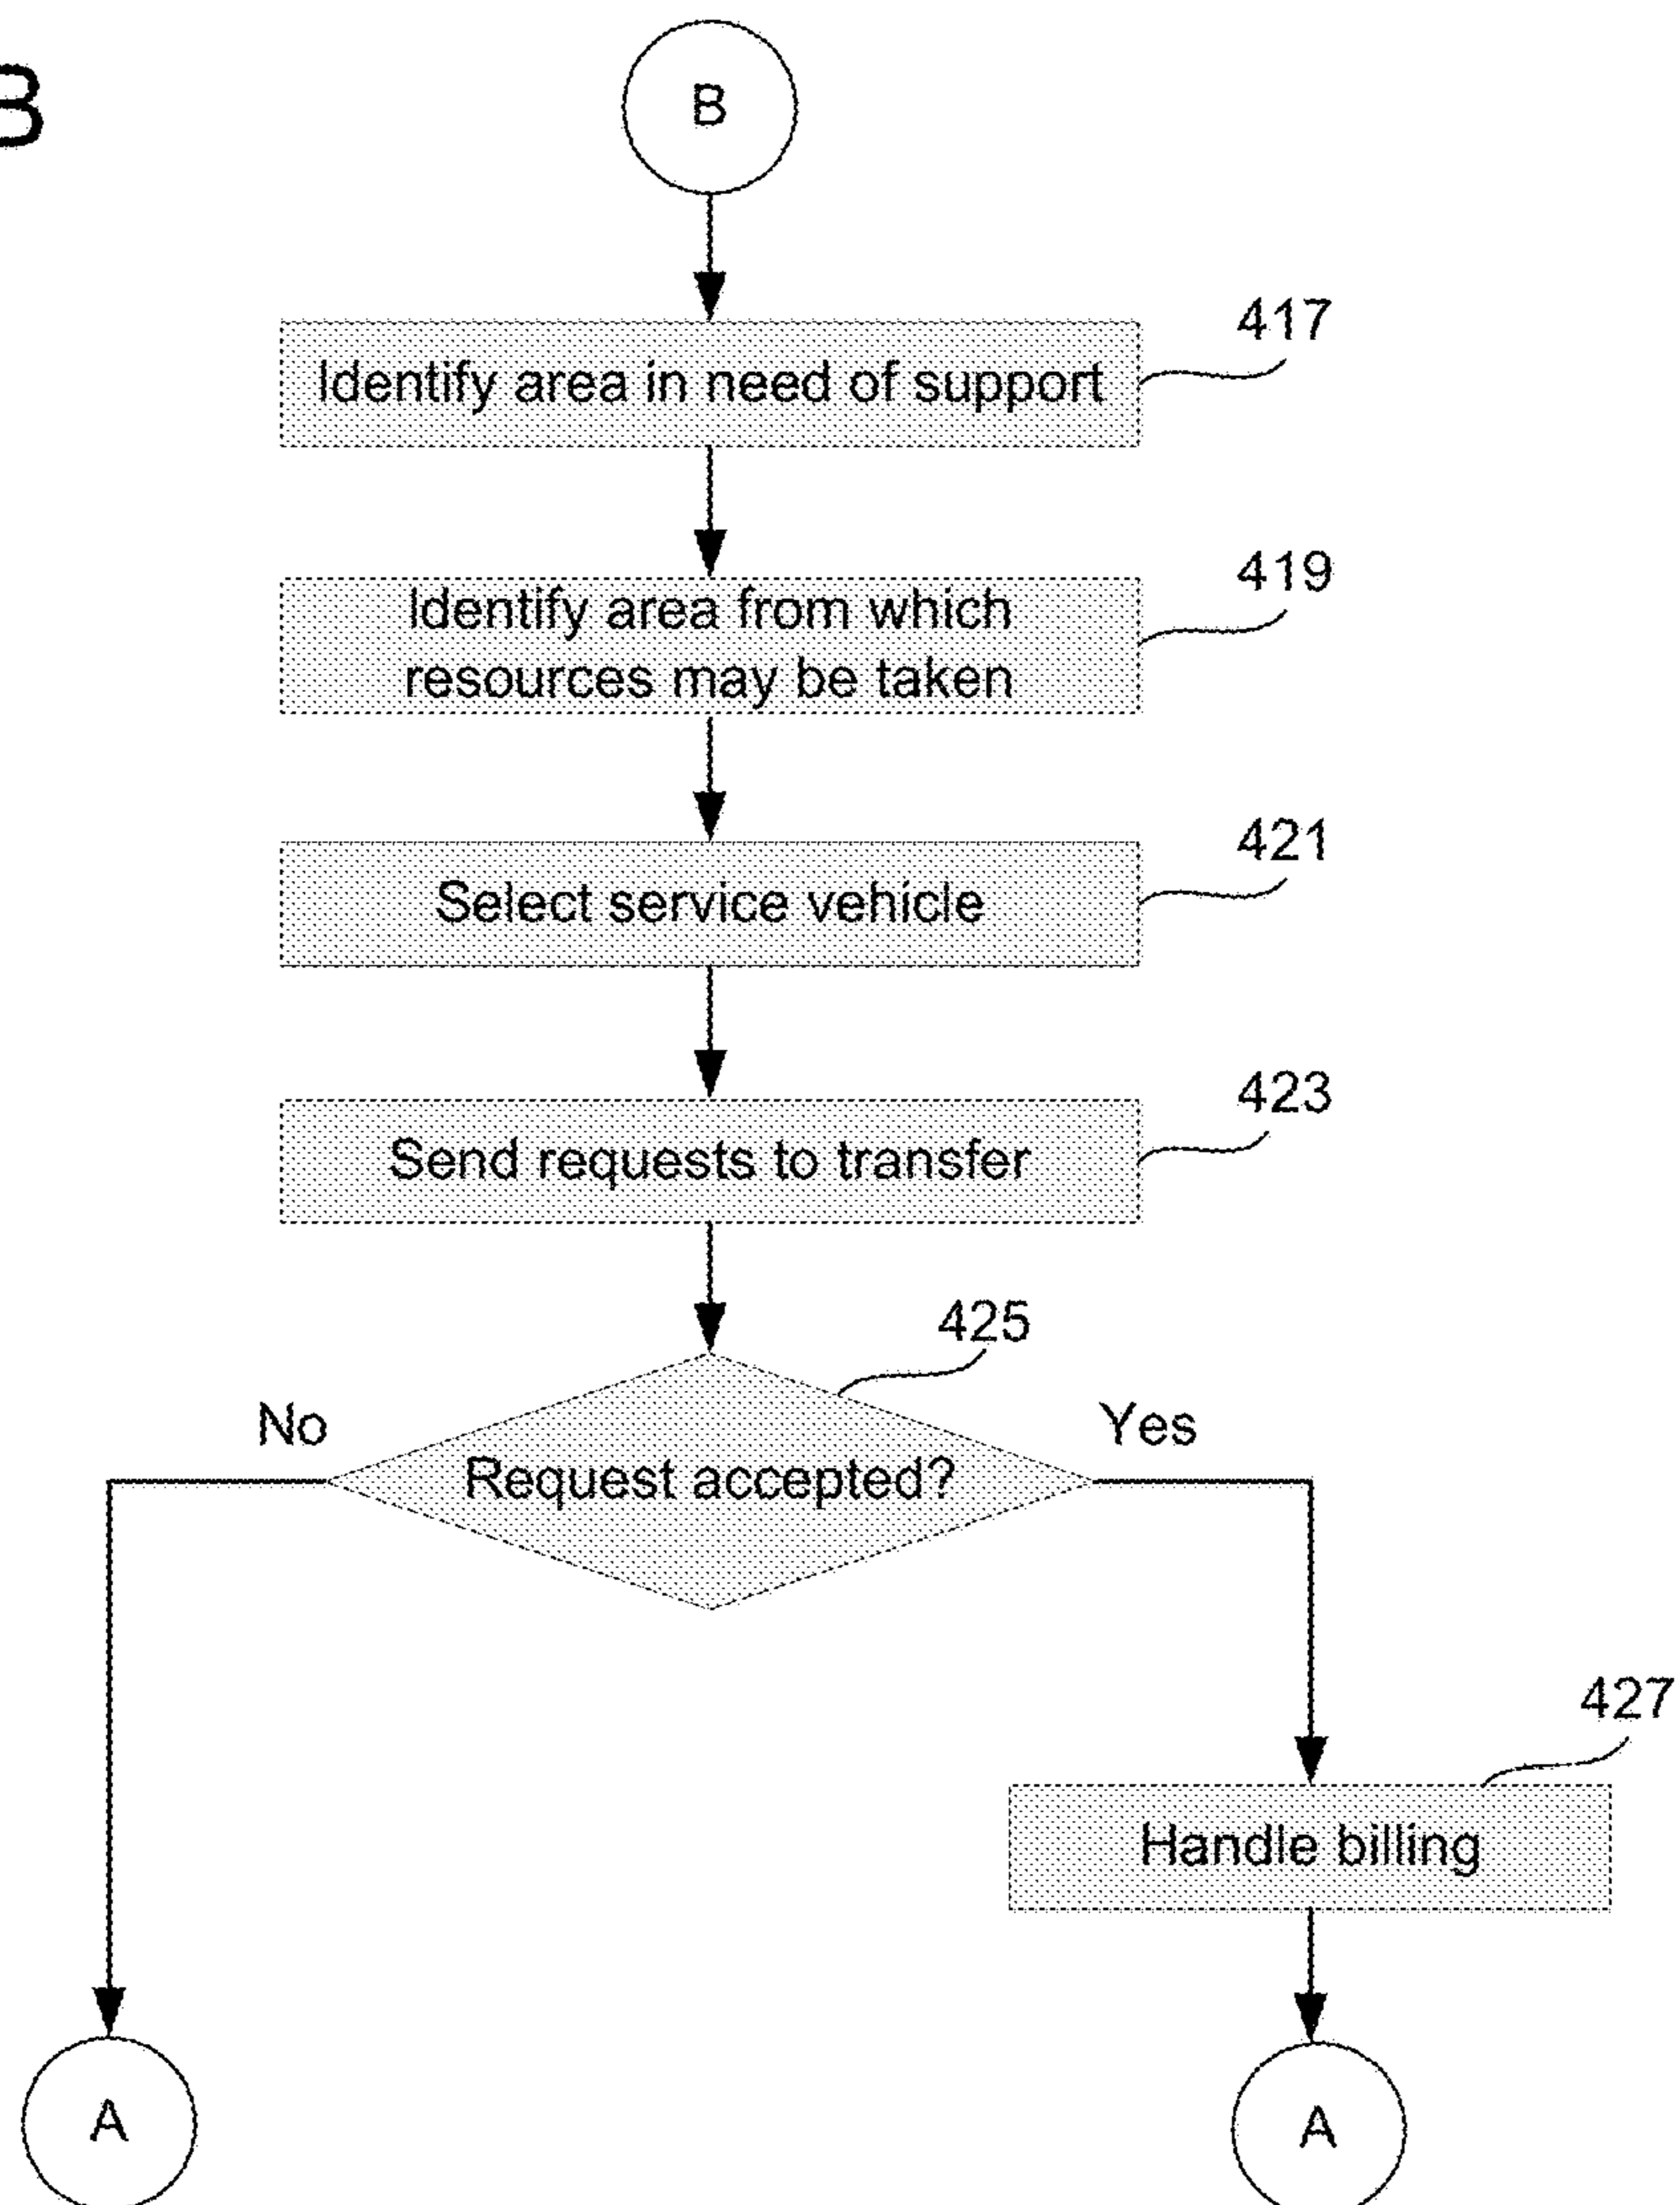 B
B
417
Identify area in need of support
419
Identify area from which
resources may be taken
421
Select service vehicle
423
Send requests to transfer
425
No
Yes
Request accepted?
427
Handle billing
A
A